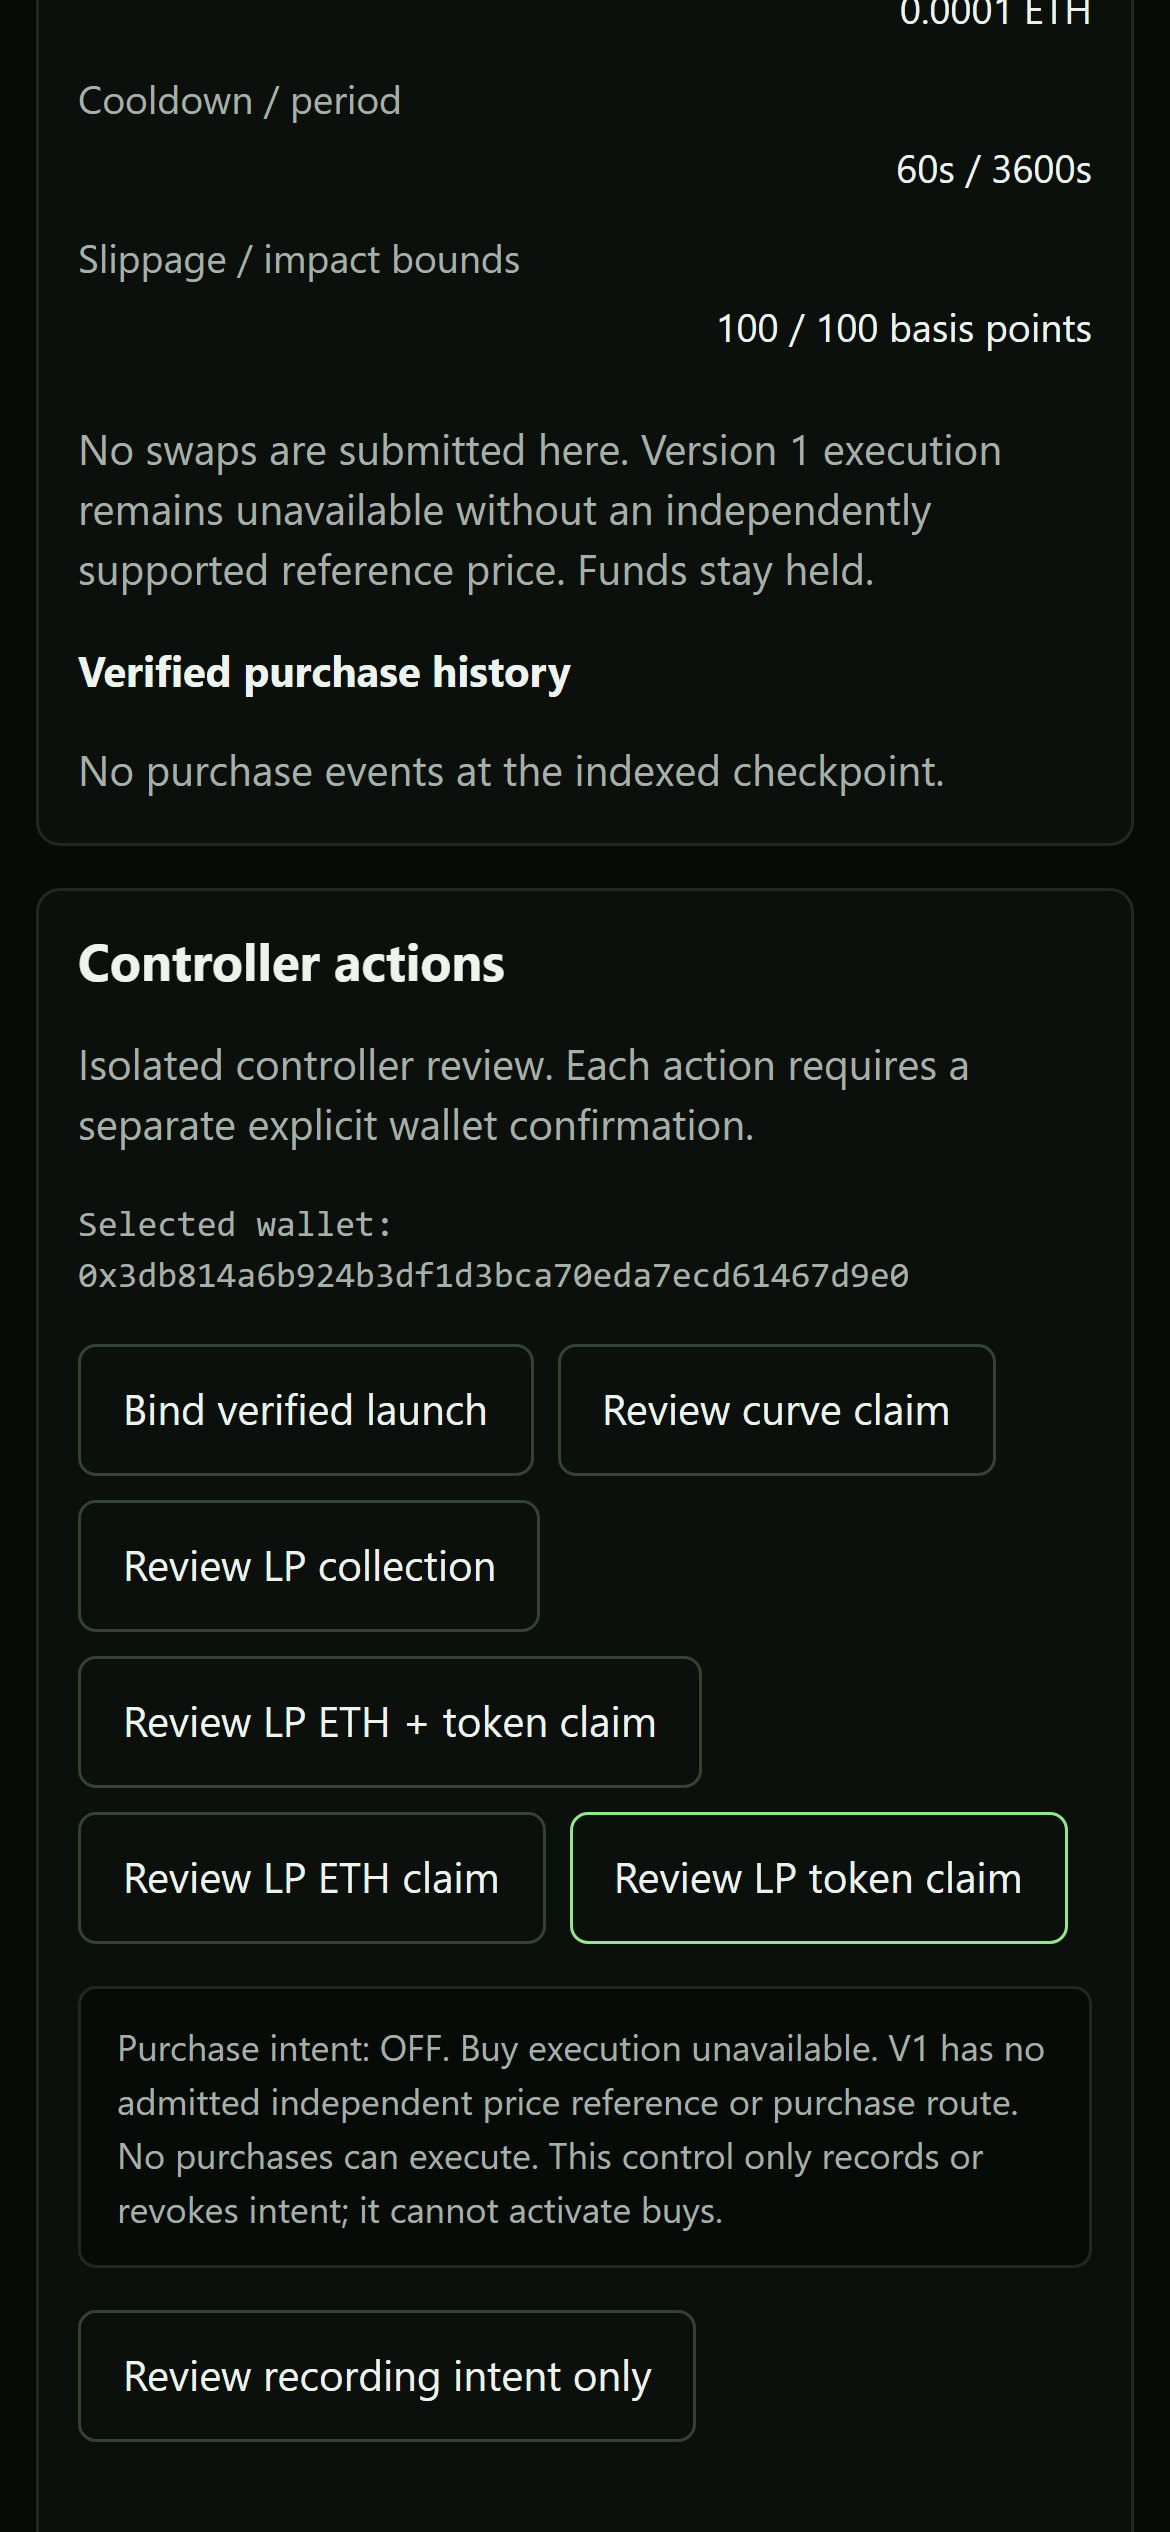 0.0001 ETH
Cooldown / period
60s / 3600s
Slippage / impact bounds
100 / 100 basis points
No swaps are submitted here. Version 1 execution
remains unavailable without an independently
supported reference price. Funds stay held.
Verified purchase history
No purchase events at the indexed checkpoint.
Controller actions
Isolated controller review. Each action requires a
separate explicit wallet confirmation.
Selected wallet:
0x3db814a6b924b3df1d3bca70eda7ecd61467d9e0
Bind verified launch
Review curve claim
Review LP collection
Review LP ETH + token claim
Review LP ETH claim
Review LP token claim
Purchase intent: OFF. Buy execution unavailable. V1 has no
admitted independent price reference or purchase route.
No purchases can execute. This control only records or
revokes intent; it cannot activate buys.
Review recording intent only